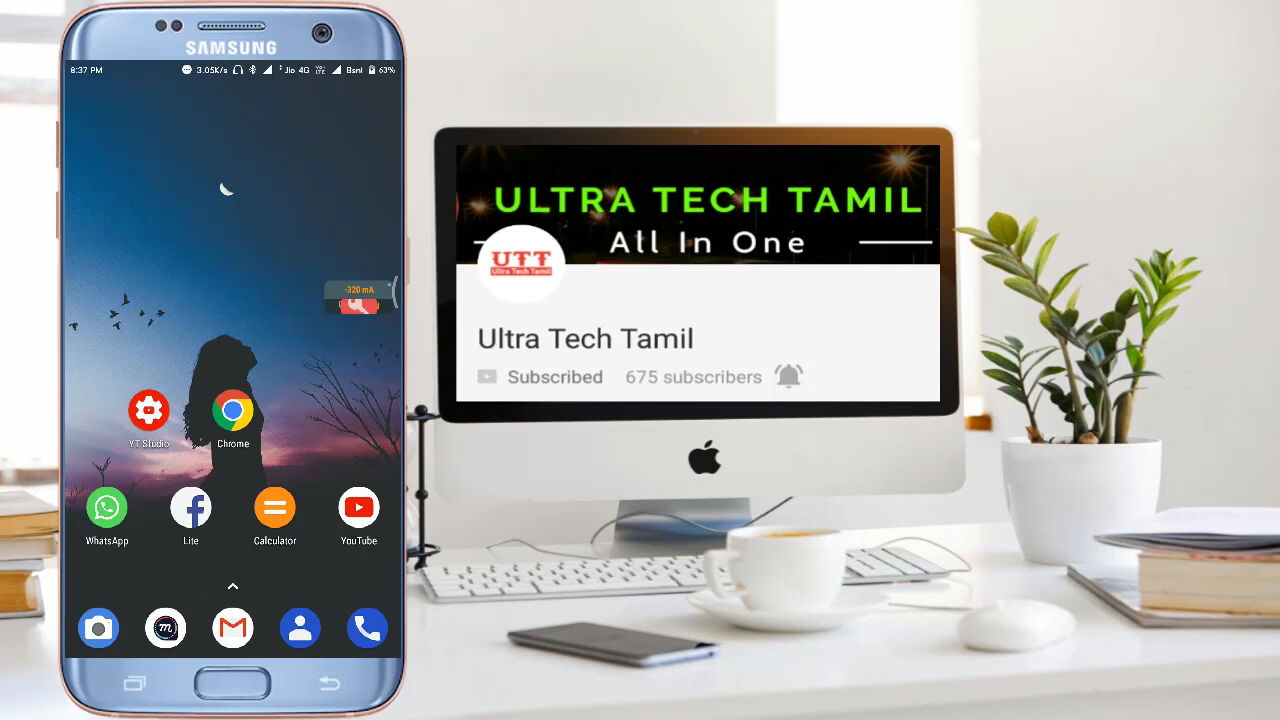 SAMSUNG
8:37 PM 3.05K/s Jio 4G VoLTE Bsnl 63%
-320 mA
YT Studio Chrome
WhatsApp Lite Calculator YouTube
ULTRA TECH TAMIL
All In One
UTT
Ultra Tech Tamil
Ultra Tech Tamil
Subscribed 675 subscribers